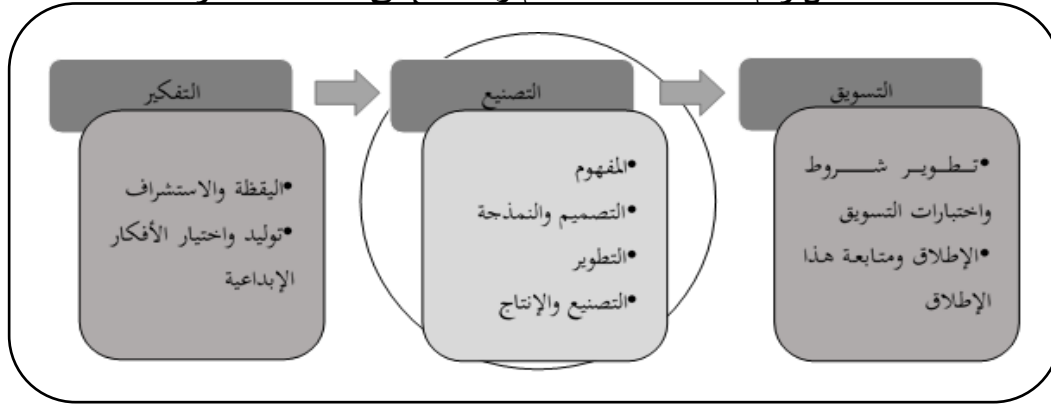 التفكير
•اليقظة والاستشراف
•توليد واختيار الأفكار
الإبداعية
التصنيع
•المفهوم
•التصميم والنمذجة
•التطوير
•التصنيع والإنتاج
التسويق
•تطوير شروط
واختبارات التسويق
•الإطلاق ومتابعة هذا
الإطلاق